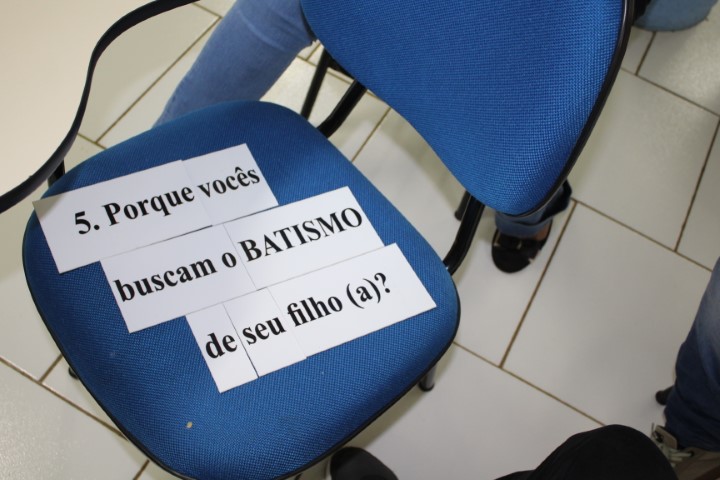 5. Porque vocês
buscam o BATISMO
de seu filho (a)?